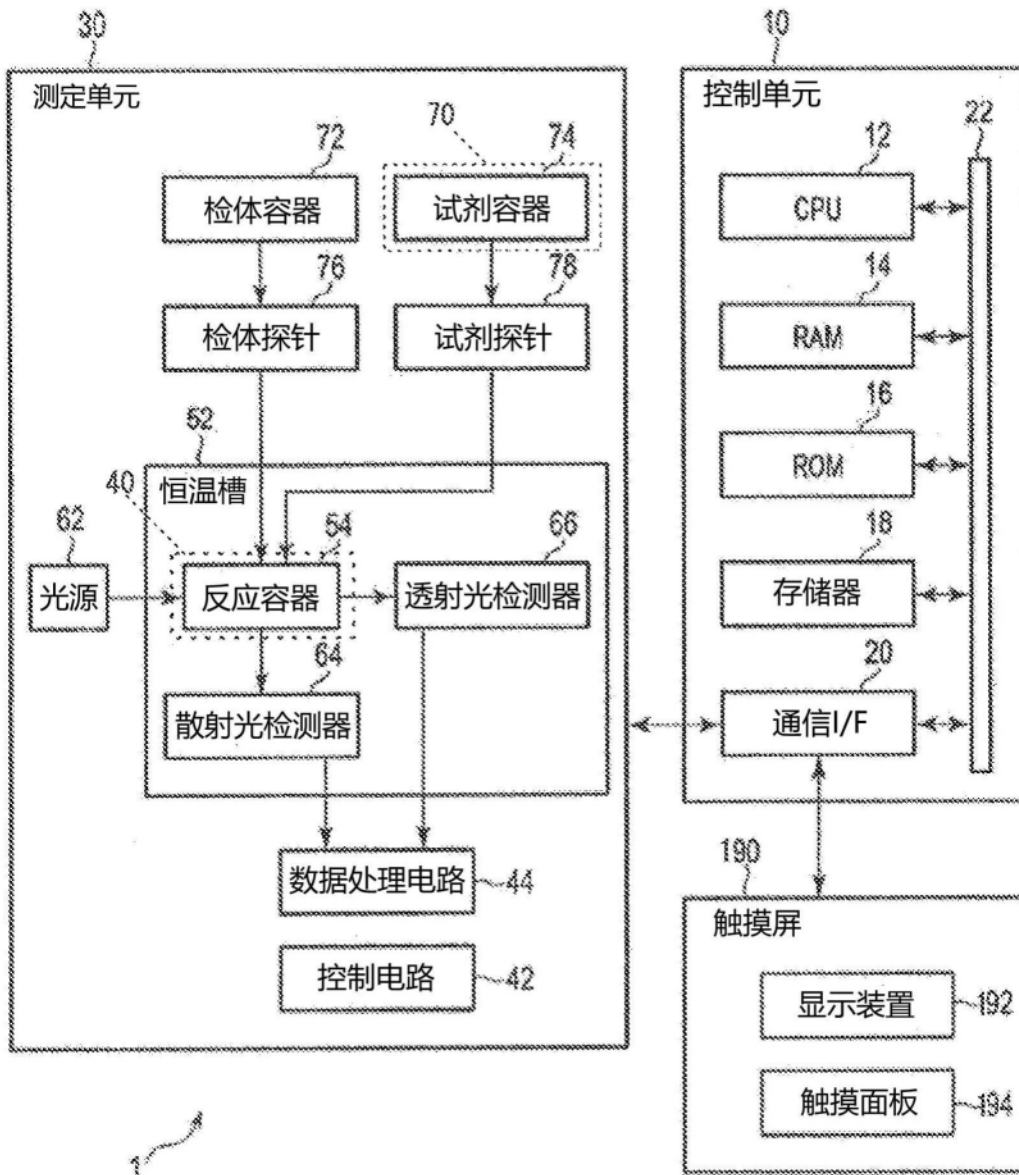 30
测定单元
72
检体容器
70
74
试剂容器
76
检体探针
78
试剂探针
52
恒温槽
40
62
光源
54
反应容器
66
透射光检测器
64
散射光检测器
数据处理电路
44
控制电路
42
1
10
控制单元
22
12
CPU
14
RAM
16
ROM
18
存储器
20
通信I/F
190
触摸屏
显示装置
192
触摸面板
194